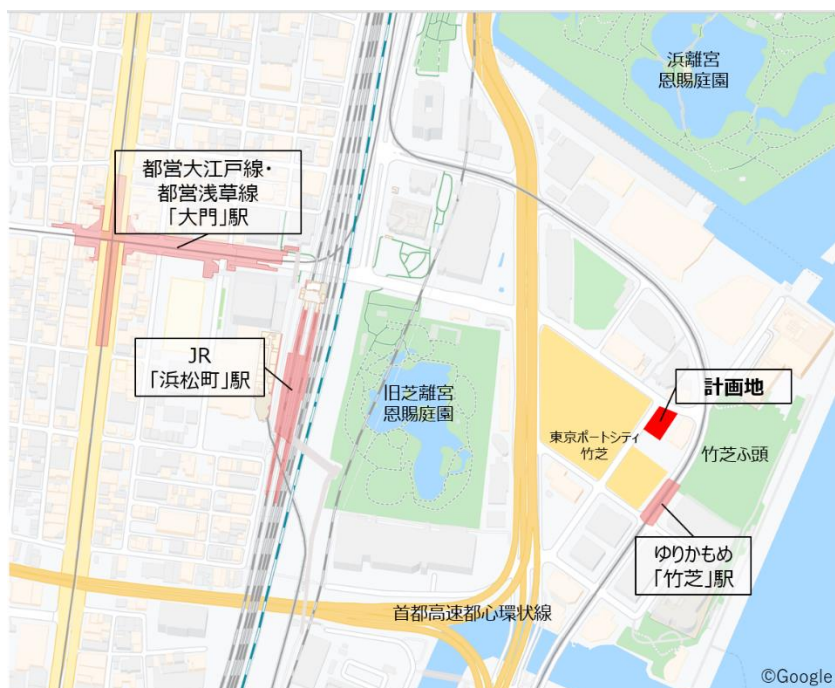 浜離宮
恩賜庭園
都営大江戸線・
都営浅草線
「大門」駅
JR
「浜松町」駅
旧芝離宮
恩賜庭園
計画地
東京ポートシティ
竹芝
竹芝ふ頭
ゆりかもめ
「竹芝」駅
首都高速都心環状線
©Google